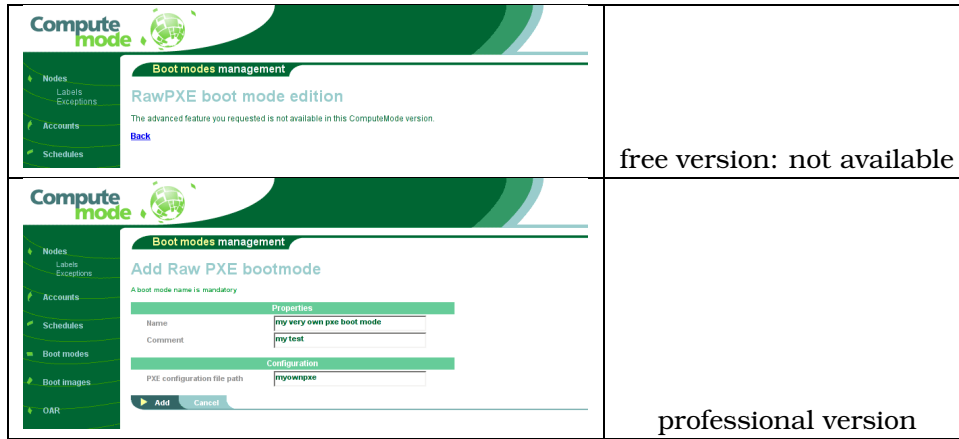 Compute
mode
Boot modes management
Nodes
Labels
Exceptions
Accounts
Schedules
RawPXE boot mode edition
The advanced feature you requested is not available in this ComputeMode version.
Back
free version: not available
Compute
mode
Boot modes management
Nodes
Labels
Exceptions
Accounts
Schedules
Boot modes
Boot images
OAR
Add Raw PXE bootmode
A boot mode name is mandatory
Properties
Name my very own pxe boot mode
Comment my test
Configuration
PXE configuration file path myownpxe
Add Cancel
professional version